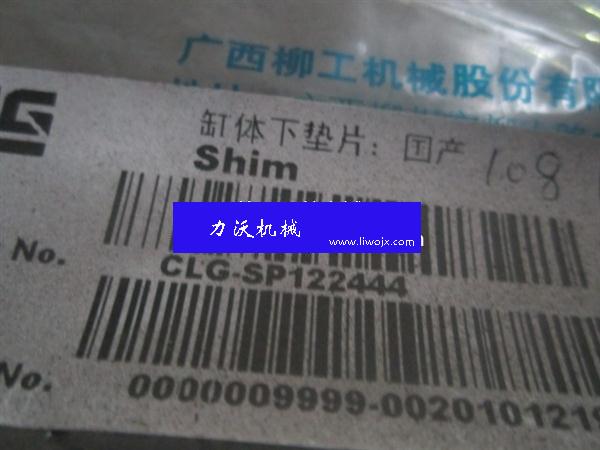 广西柳工机械股份有限
缸体下垫片：国产 108
Shim
力沃机械
www.liwojx.com
No.
CLG-SP122444
No.
0000009999-0020101219